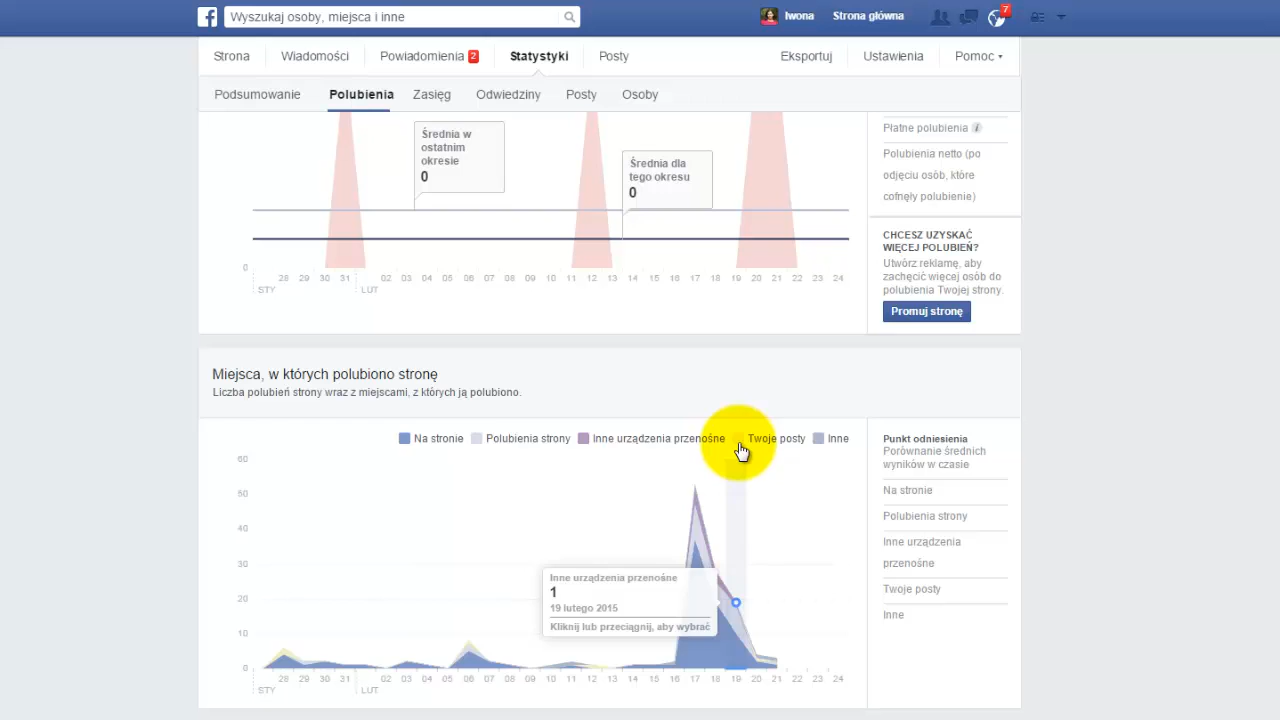 Wyszukaj osoby, miejsca i inne
Iwona
Strona główna
7
Strona
Wiadomości
Powiadomienia 2
Statystyki
Posty
Eksportuj
Ustawienia
Pomoc
Podsumowanie
Polubienia
Zasięg
Odwiedziny
Posty
Osoby
Średnia w
ostatnim
okresie
0
Średnia dla
tego okresu
0
0
28 29 30 31 02 03 04 05 06 07 08 09 10 11 12 13 14 15 16 17 18 19 20 21 22 23 24
STY LUT
Płatne polubienia
Polubienia netto (po
odjęciu osób, które
cofnęły polubienie)
CHCESZ UZYSKAĆ
WIĘCEJ POLUBIEŃ?
Utwórz reklamę, aby
zachęcić więcej osób do
polubienia Twojej strony.
Promuj stronę
Miejsca, w których polubiono stronę
Liczba polubień strony wraz z miejscami, z których ją polubiono.
Na stronie
Polubienia strony
Inne urządzenia przenośne
Twoje posty
Inne
60
50
40
30
20
10
0
Inne urządzenia przenośne
1
19 lutego 2015
Kliknij lub przeciągnij, aby wybrać
28 29 30 31 02 03 04 05 06 07 08 09 10 11 12 13 14 15 16 17 18 19 20 21 22 23 24
STY LUT
Punkt odniesienia
Porównanie średnich
wyników w czasie
Na stronie
Polubienia strony
Inne urządzenia
przenośne
Twoje posty
Inne